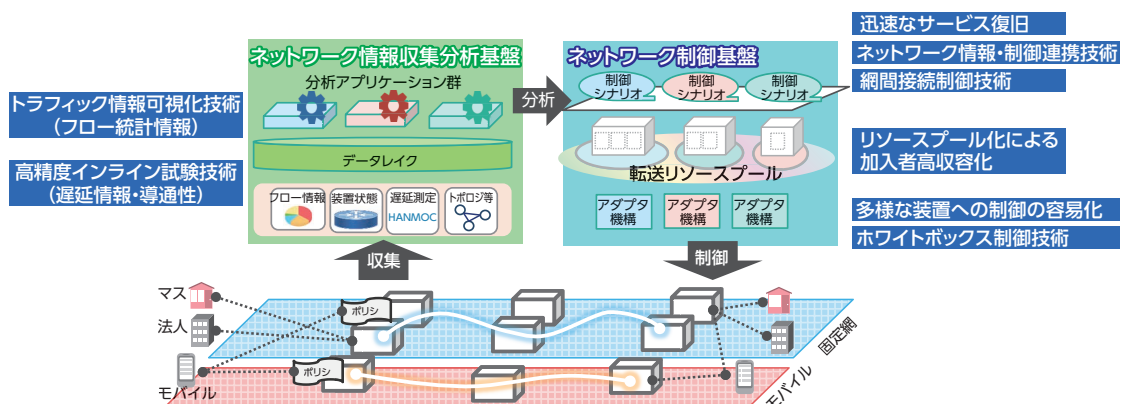 トラフィック情報可視化技術
(フロー統計情報)
高精度インライン試験技術
(遅延情報・導通性)
ネットワーク情報収集分析基盤
分析アプリケーション群
データレイク
フロー情報
装置状態
遅延測定
HANMOC
トポロジ等
収集
分析
ネットワーク制御基盤
制御
シナリオ
制御
シナリオ
制御
シナリオ
転送リソースプール
アダプタ
機構
アダプタ
機構
アダプタ
機構
制御
迅速なサービス復旧
ネットワーク情報・制御連携技術
網間接続制御技術
リソースプール化による
加入者高収容化
多様な装置への制御の容易化
ホワイトボックス制御技術
マス
法人
モバイル
ポリシ
ポリシ
固定網
モバイル